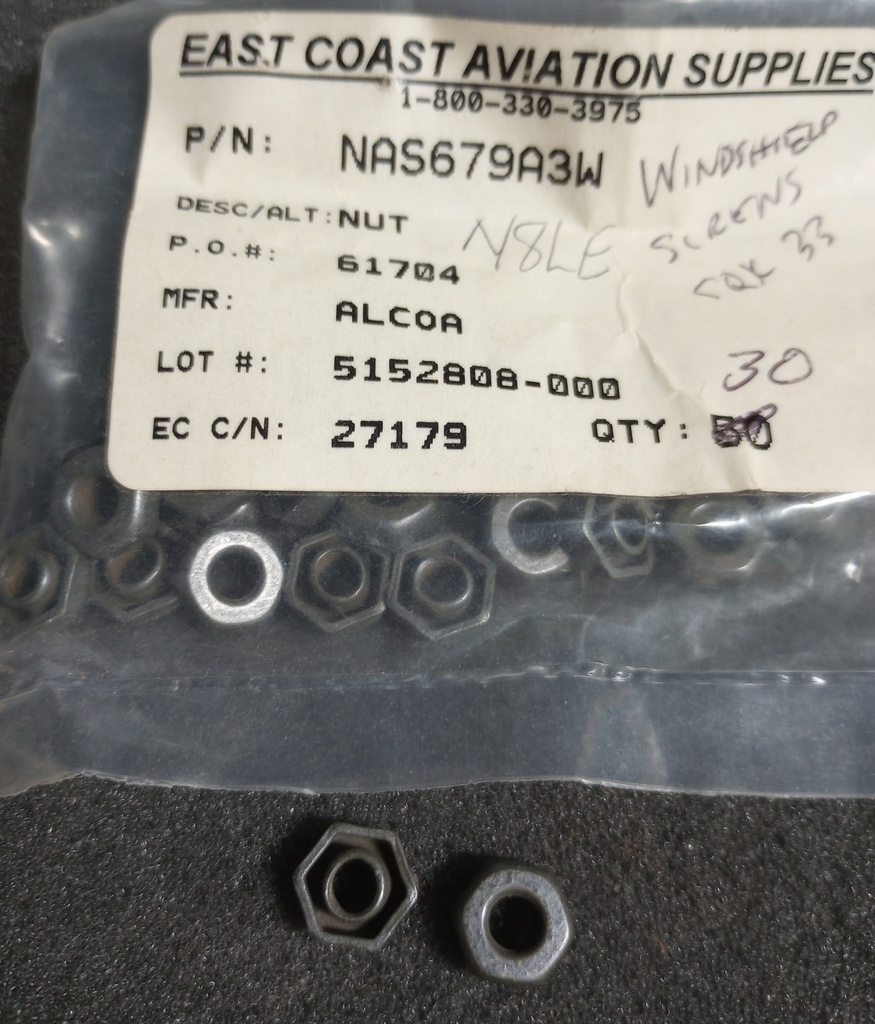 EAST COAST AVIATION SUPPLIES
1-800-330-3975
P/N: NAS679A3W
WINDSHIELD
SCREWS
33
DESC/ALT: NUT
P.O.#: 61704
MFR: ALCOA
LOT #: 5152808-000
30
EC C/N: 27179 QTY: 50